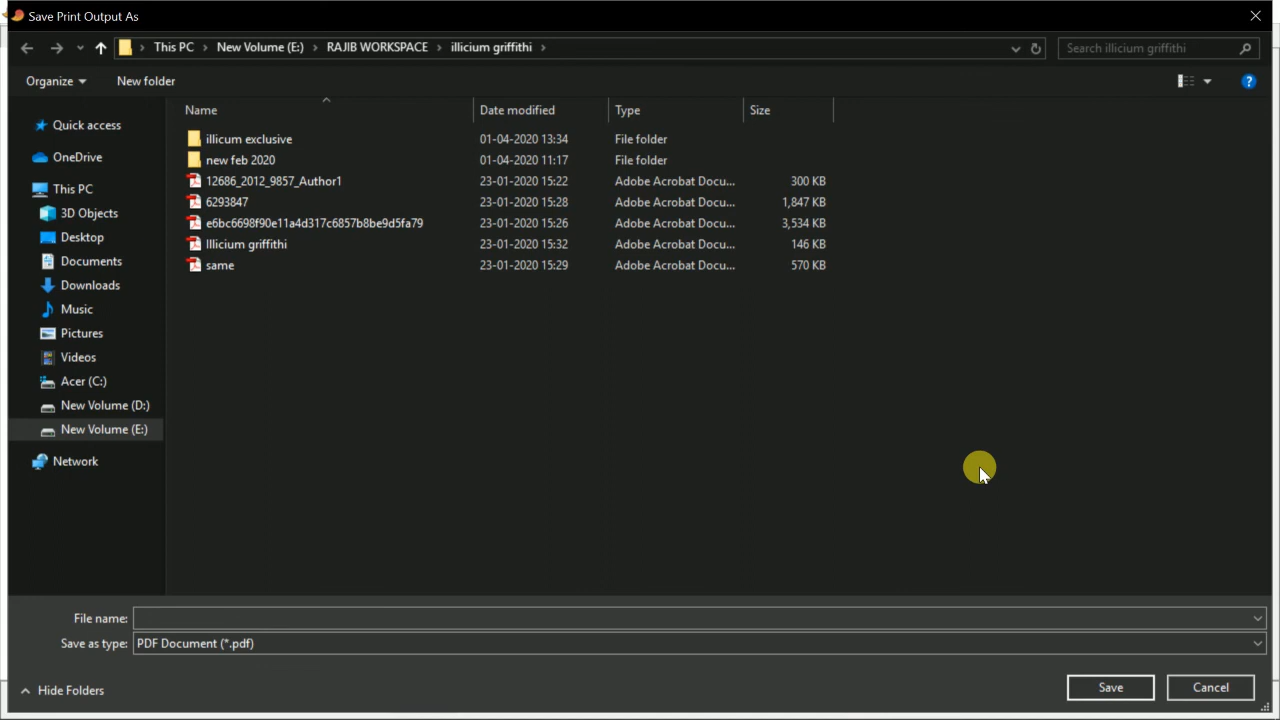 Save Print Output As
This PC > New Volume (E:) > RAJIB WORKSPACE > illicium griffithi >
Search illicium griffithi
Organize
New folder
Name Date modified Type Size
Quick access
OneDrive
This PC
3D Objects
Desktop
Documents
Downloads
Music
Pictures
Videos
Acer (C:)
New Volume (D:)
New Volume (E:)
Network
illicum exclusive 01-04-2020 13:34 File folder
new feb 2020 01-04-2020 11:17 File folder
12686_2012_9857_Author1 23-01-2020 15:22 Adobe Acrobat Docu... 300 KB
6293847 23-01-2020 15:28 Adobe Acrobat Docu... 1,847 KB
e6bc6698f90e11a4d317c6857b8be9d5fa79 23-01-2020 15:26 Adobe Acrobat Docu... 3,534 KB
Illicium griffithi 23-01-2020 15:32 Adobe Acrobat Docu... 146 KB
same 23-01-2020 15:29 Adobe Acrobat Docu... 570 KB
File name:
Save as type: PDF Document (*.pdf)
Hide Folders
Save
Cancel